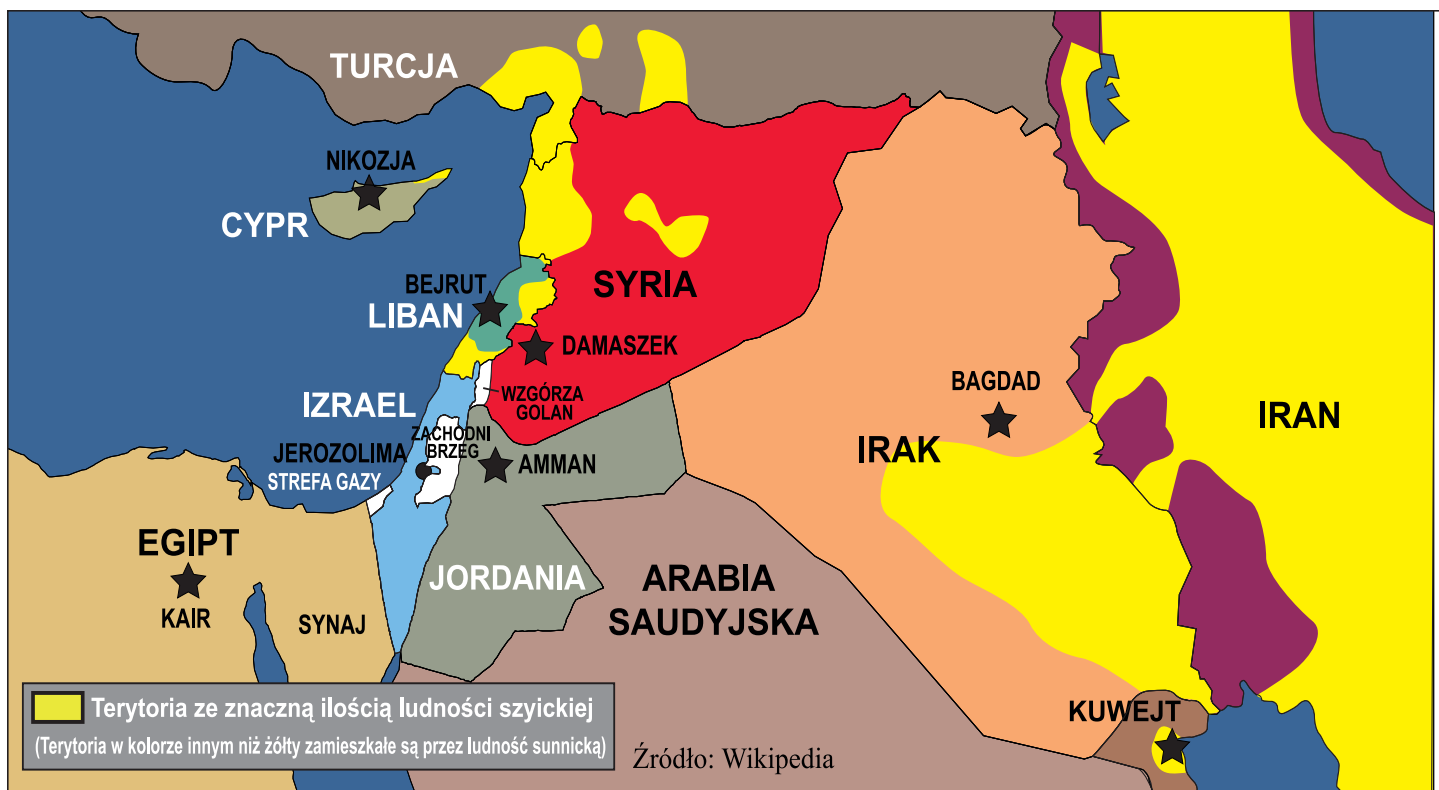 TURCJA
NIKOZJA
CYPR
BEJRUT
LIBAN
SYRIA
DAMASZEK
WZGÓRZA
GOLAN
IZRAEL
ZACHODNI
BRZEG
JEROZOLIMA
STREFA GAZY
AMMAN
BAGDAD
IRAK
IRAN
EGIPT
KAIR
SYNAJ
JORDANIA
ARABIA
SAUDYJSKA
KUWEJT
Terytoria ze znaczną ilością ludności szyickiej
(Terytoria w kolorze innym niż żółty zamieszkałe są przez ludność sunnicką)
Źródło: Wikipedia